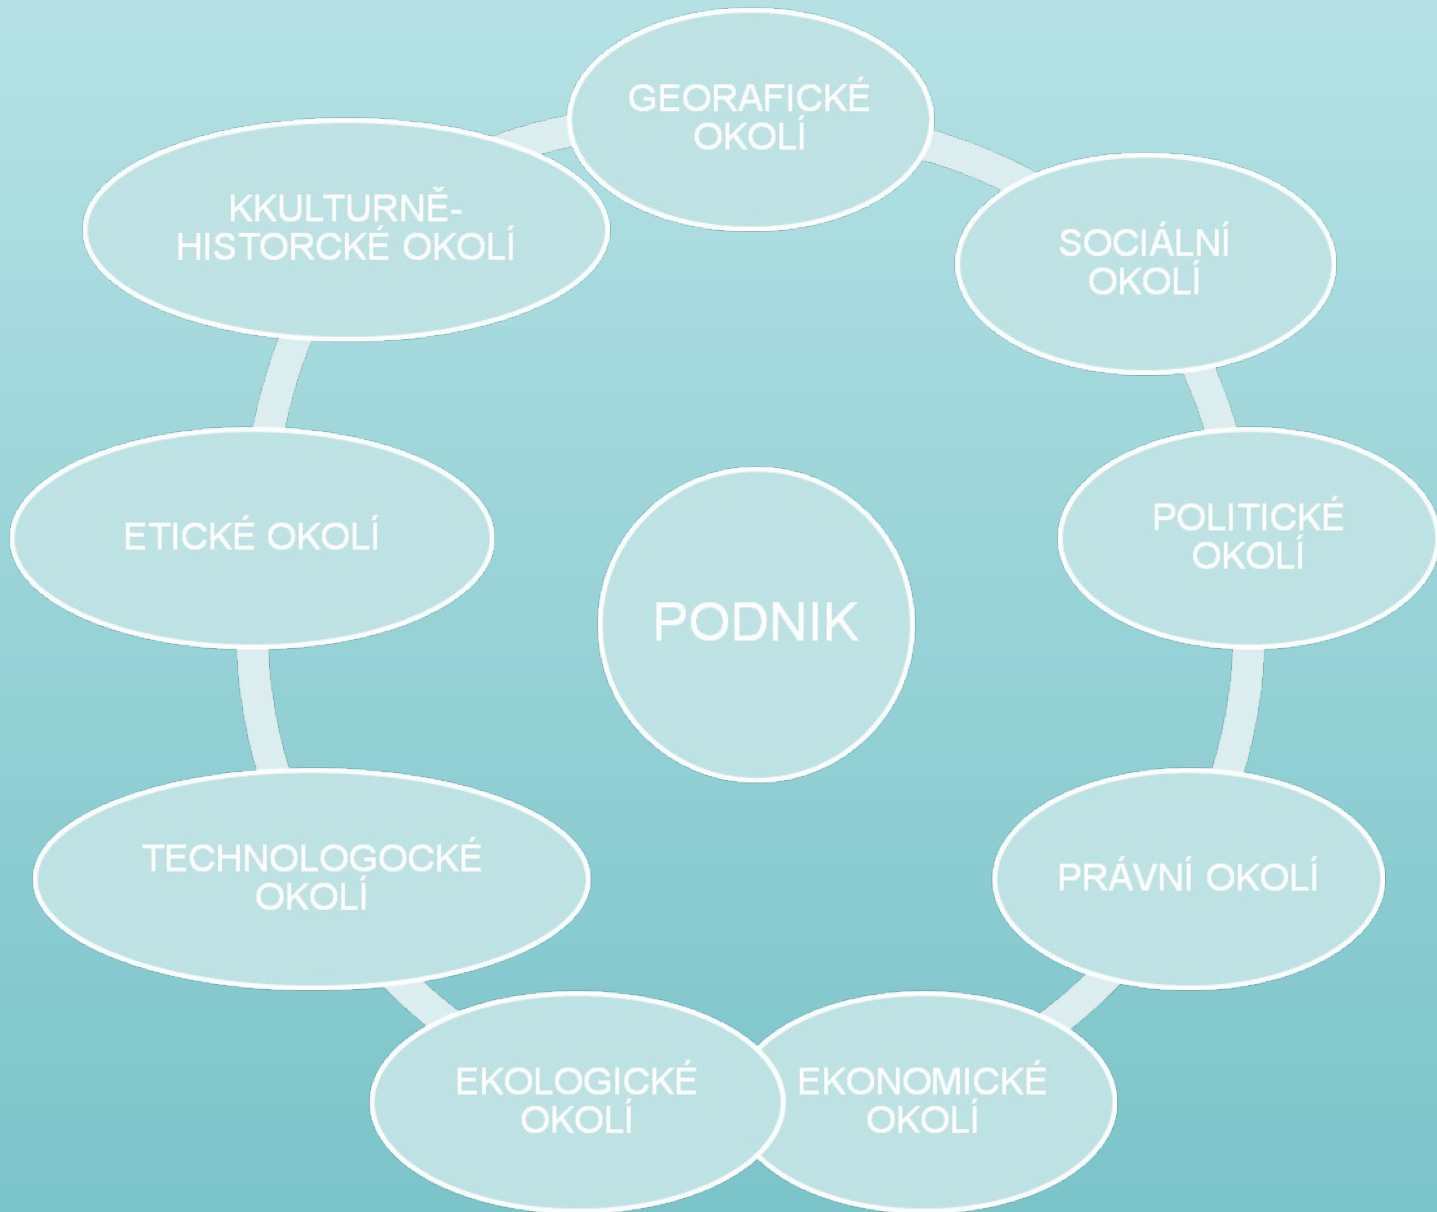 GEORAFICKÉ
OKOLÍ
SOCIÁLNÍ
OKOLÍ
POLITICKÉ
OKOLÍ
PRÁVNÍ OKOLÍ
EKONOMICKÉ
OKOLÍ
EKOLOGICKÉ
OKOLÍ
TECHNOLOGOCKÉ
OKOLÍ
ETICKÉ OKOLÍ
KKULTURNĚ-
HISTORCKÉ OKOLÍ
PODNIK